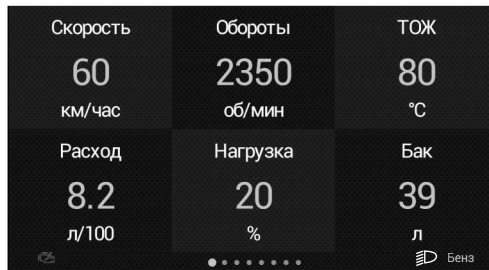 Скорость Обороты ТОЖ
60 2350 80
км/час об/мин °C
Расход Нагрузка Бак
8.2 20 39
л/100 % л
Бенз